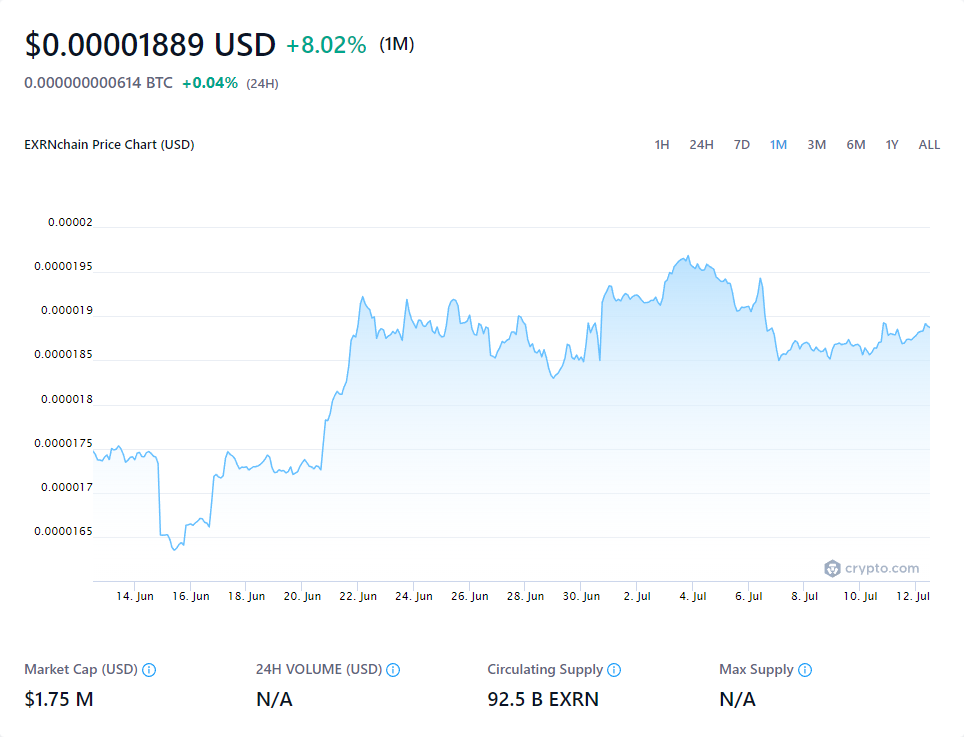 $0.00001889 USD +8.02% (1M)
0.000000000614 BTC +0.04% (24H)
EXRNchain Price Chart (USD) 1H 24H 7D 1M 3M 6M 1Y ALL
0.00002
0.0000195
0.000019
0.0000185
0.000018
0.0000175
0.000017
0.0000165
crypto.com
14. Jun 16. Jun 18. Jun 20. Jun 22. Jun 24. Jun 26. Jun 28. Jun 30. Jun 2. Jul 4. Jul 6. Jul 8. Jul 10. Jul 12. Jul
Market Cap (USD) 24H VOLUME (USD) Circulating Supply Max Supply
$1.75 M N/A 92.5 B EXRN N/A